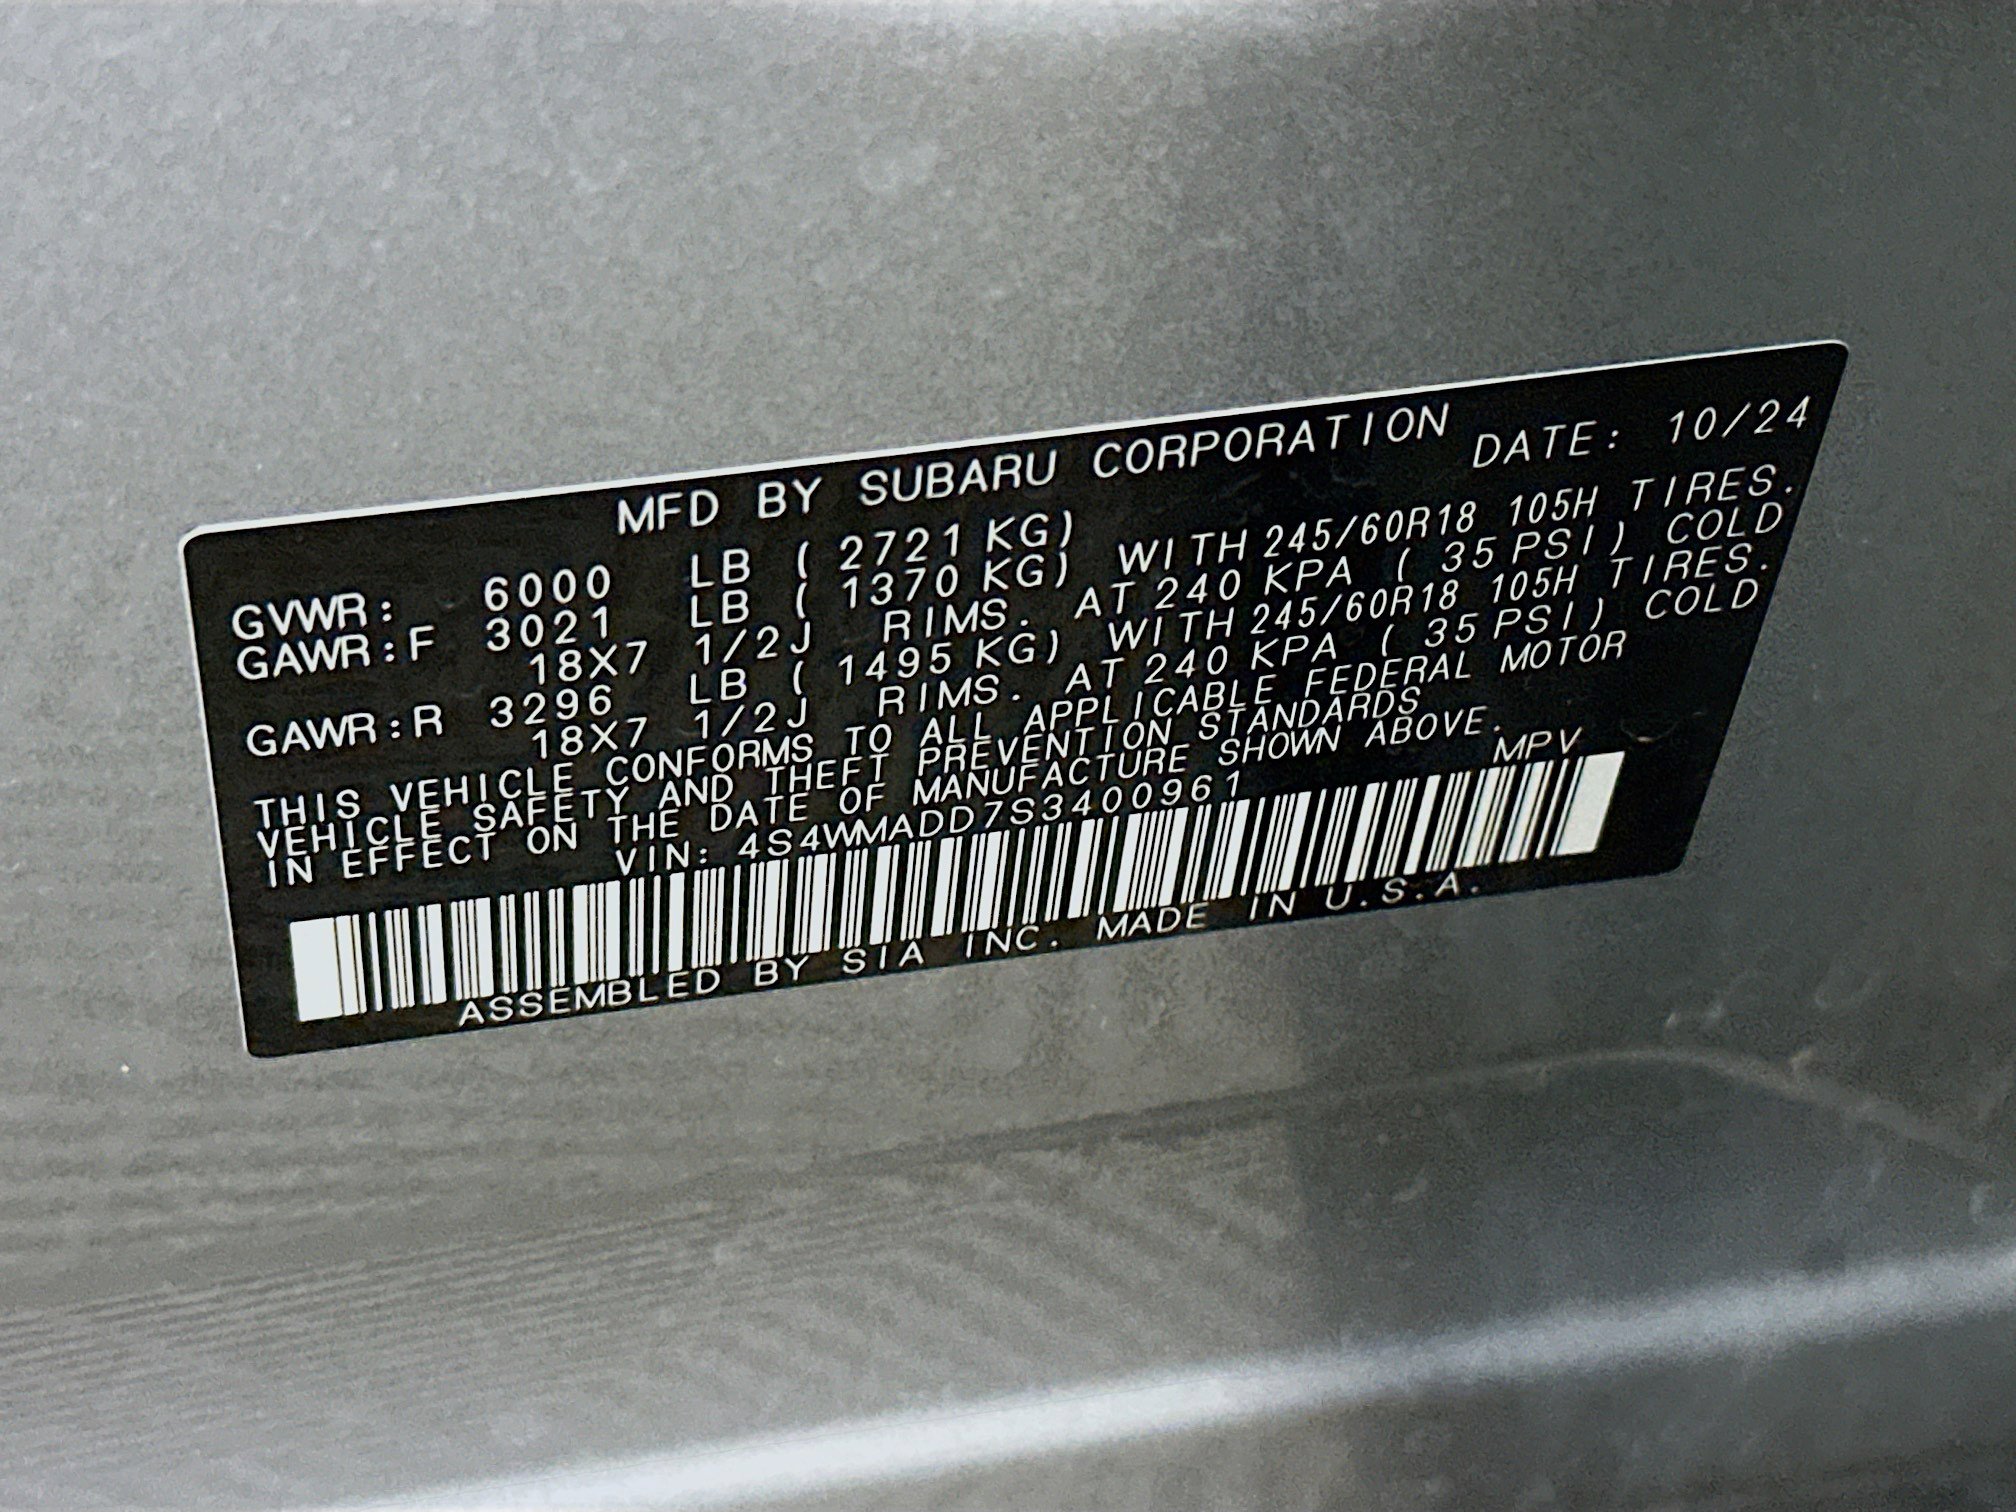 MFD BY SUBARU CORPORATION
DATE: 10/24
GVWR: 6000 LB ( 2721 KG)
GAWR:F 3021 LB ( 1370 KG) WITH 245/60R18 105H TIRES.
18X7 1/2J RIMS. AT 240 KPA ( 35 PSI) COLD
GAWR:R 3296 LB ( 1495 KG) WITH 245/60R18 105H TIRES.
18X7 1/2J RIMS. AT 240 KPA ( 35 PSI) COLD
THIS VEHICLE CONFORMS TO ALL APPLICABLE FEDERAL MOTOR
VEHICLE SAFETY AND THEFT PREVENTION STANDARDS
IN EFFECT ON THE DATE OF MANUFACTURE SHOWN ABOVE.
VIN: 4S4WMADD7S3400961 MPV
ASSEMBLED BY SIA INC. MADE IN U.S.A.